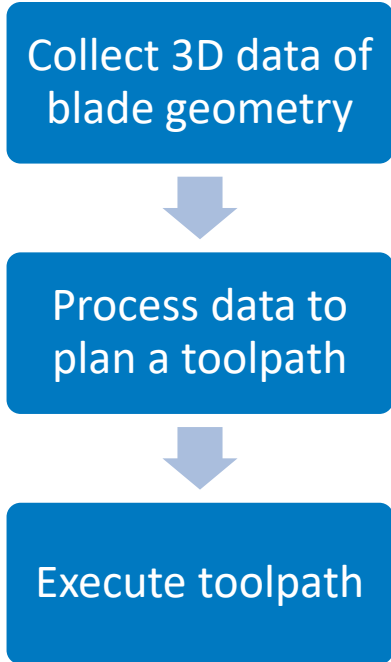 Collect 3D data of
blade geometry
Process data to
plan a toolpath
Execute toolpath